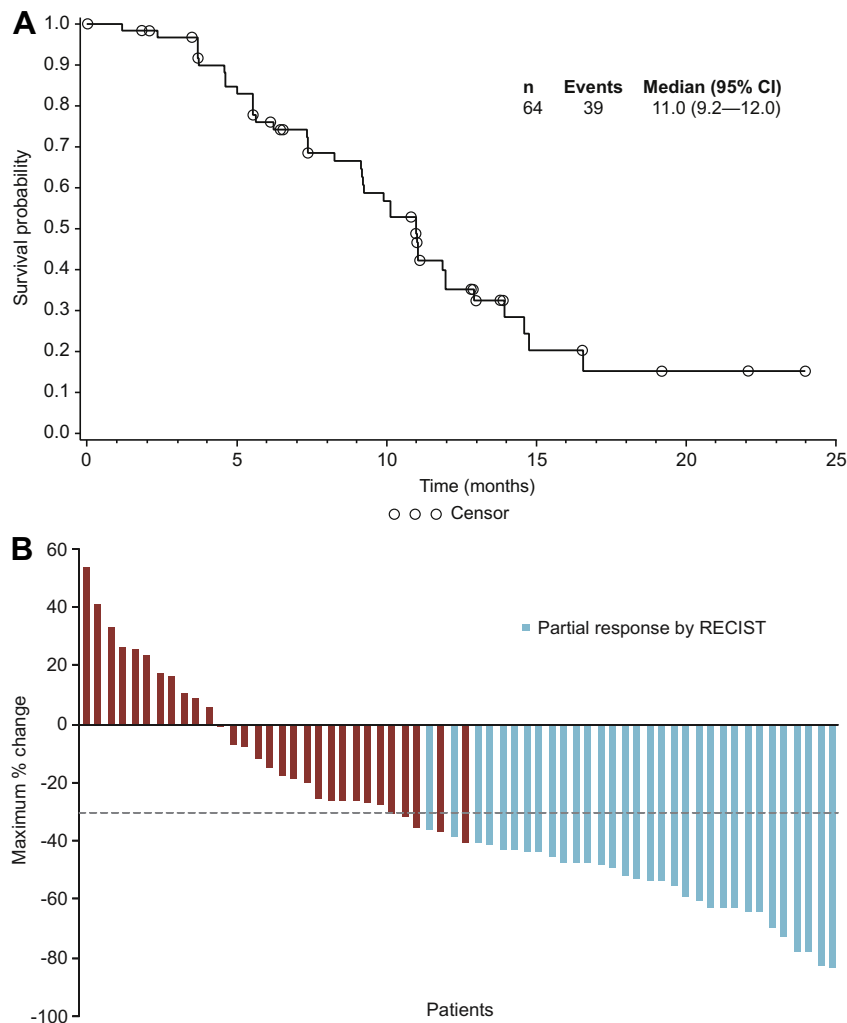 A
1.0
0.9
0.8
0.7
0.6
0.5
0.4
0.3
0.2
0.1
0.0
Survival probability
n Events Median (95% CI)
64 39 11.0 (9.2—12.0)
0 5 10 15 20 25
Time (months)
Censor
B
60
40
20
0
-20
-40
-60
-80
-100
Maximum % change
Partial response by RECIST
Patients